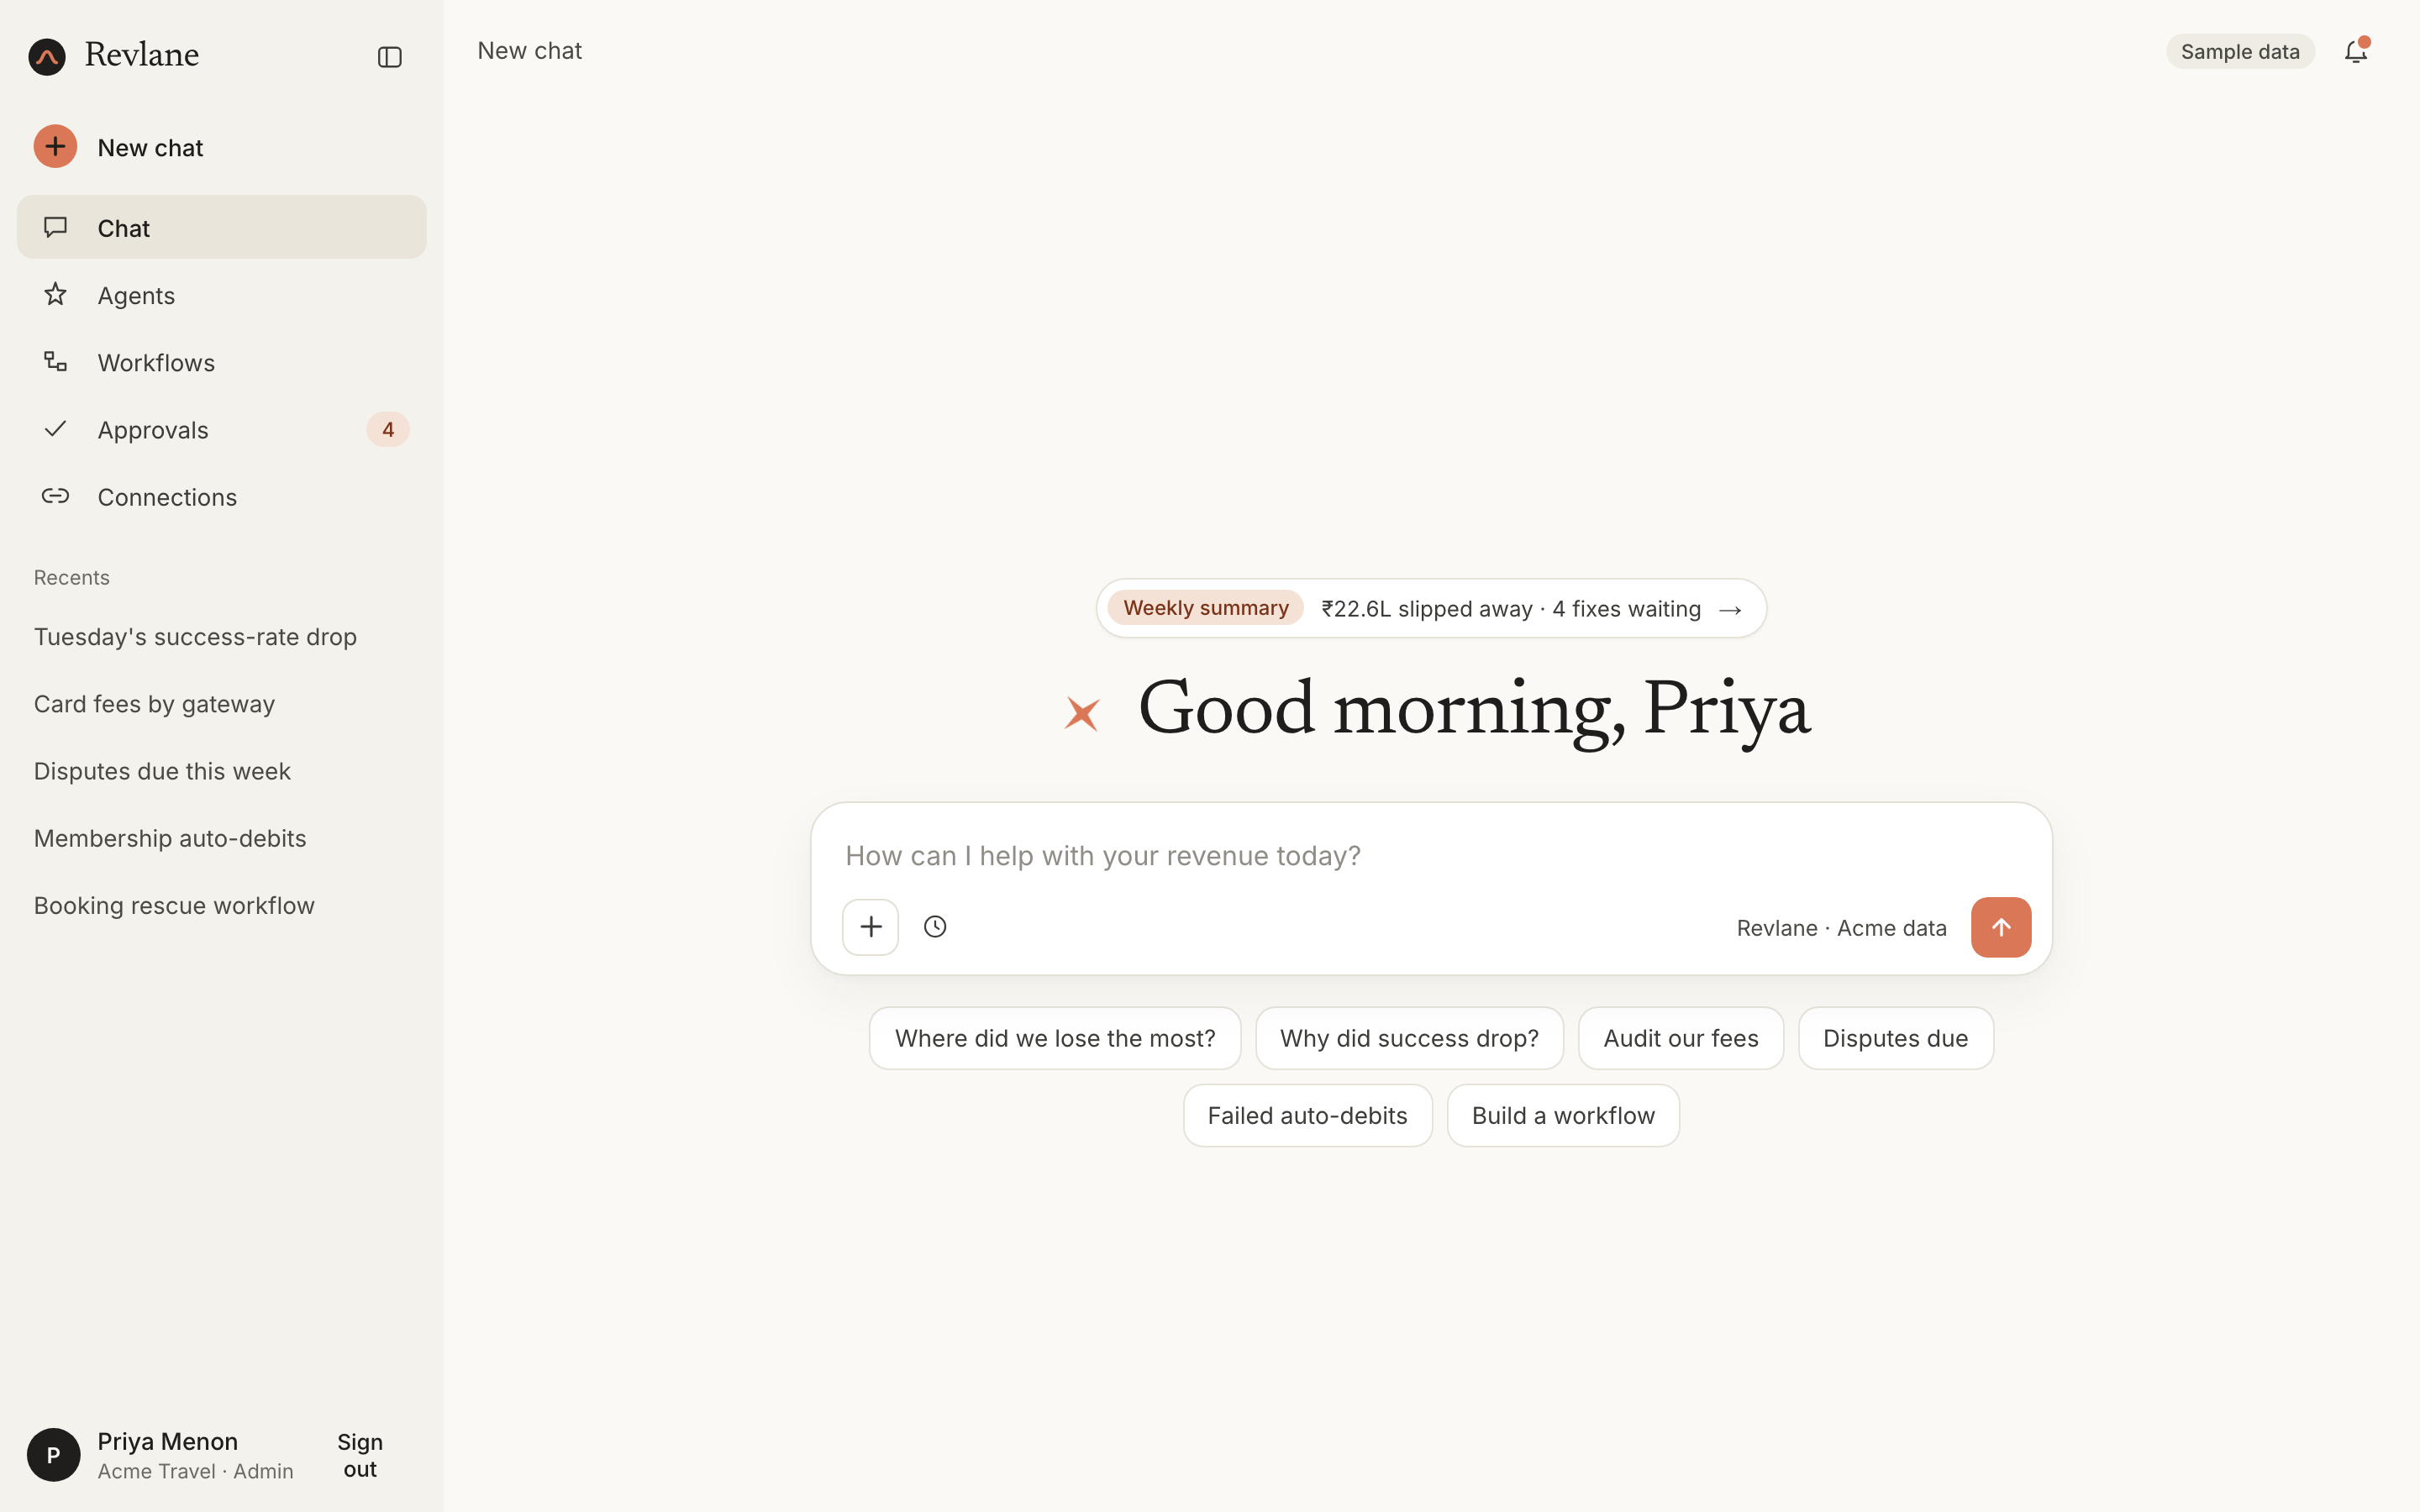 Revlane
New chat
Chat
Agents
Workflows
Approvals 4
Connections
Recents
Tuesday's success-rate drop
Card fees by gateway
Disputes due this week
Membership auto-debits
Booking rescue workflow
P
Priya Menon
Acme Travel · Admin
Sign
out
New chat
Sample data
Weekly summary ₹22.6L slipped away · 4 fixes waiting →
Good morning, Priya
How can I help with your revenue today?
Revlane · Acme data
Where did we lose the most? Why did success drop? Audit our fees Disputes due
Failed auto-debits Build a workflow